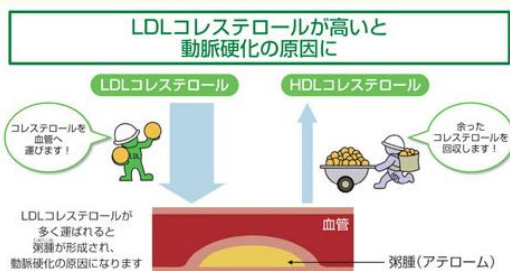 LDLコレステロールが高いと
動脈硬化の原因に
LDLコレステロール
HDLコレステロール
コレステロールを
血管へ
運びます！
LDL
余った
コレステロールを
回収します！
LDLコレステロールが
多く運ばれると
粥腫が形成され、
動脈硬化の原因になります
血管
粥腫(アテローム)